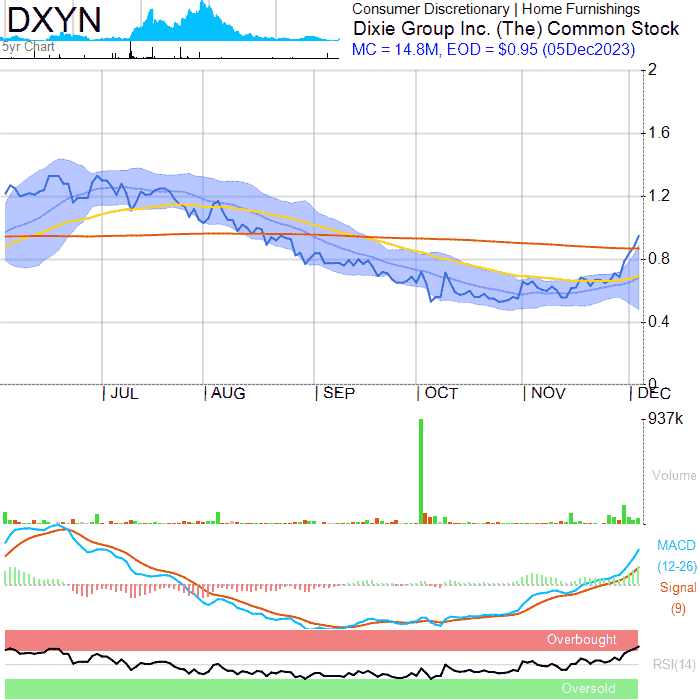 DXYN
5yr Chart
Consumer Discretionary | Home Furnishings
Dixie Group Inc. (The) Common Stock
MC = 14.8M, EOD = $0.95 (05Dec2023)
2
1.6
1.2
0.8
0.4
0
JUL AUG SEP OCT NOV DEC
937k
Volume
MACD
(12-26)
Signal
(9)
Overbought
RSI(14)
Oversold